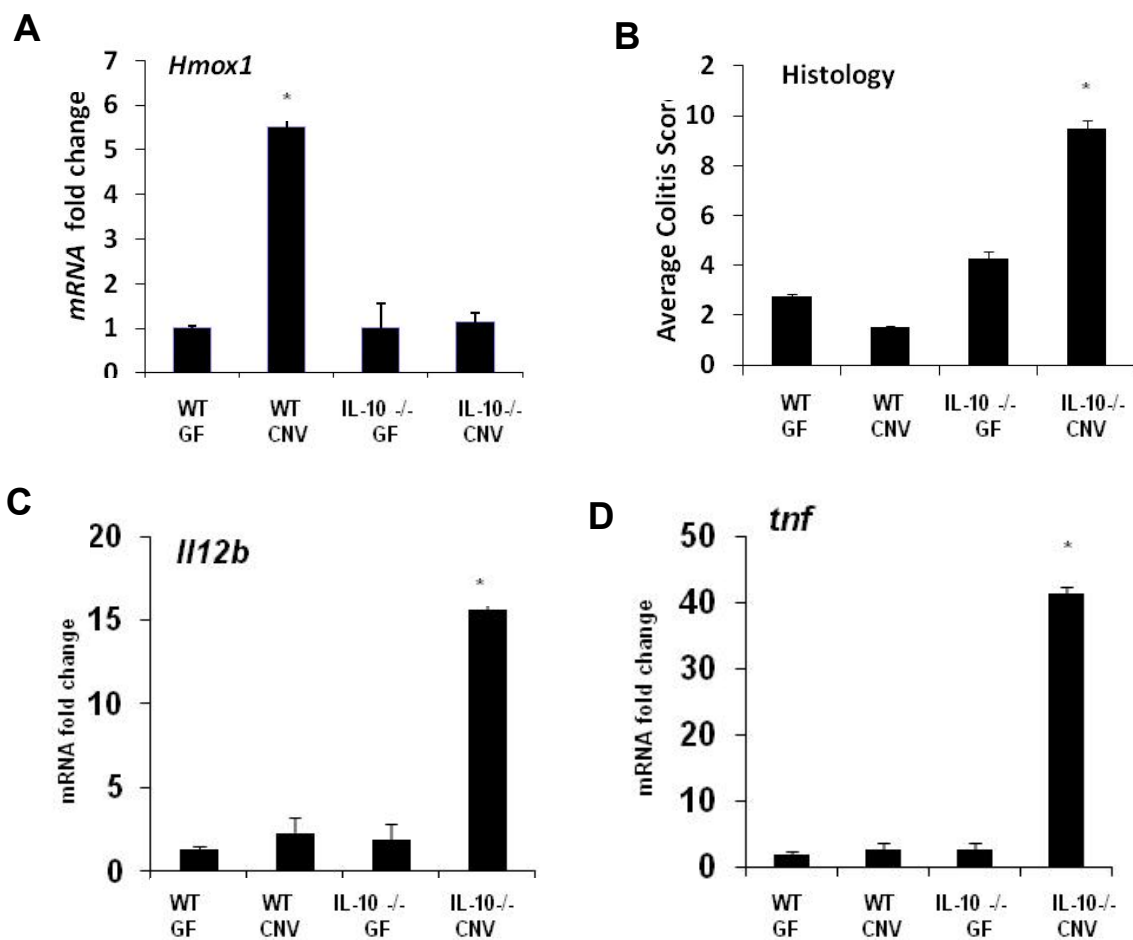 A
Hmox1
mRNA fold change
7
6
5
4
3
2
1
0
*
WT GF
WT CNV
IL-10 -/- GF
IL-10-/- CNV
B
Histology
Average Colitis Scor
2
10
8
6
4
2
0
*
WT GF
WT CNV
IL-10 -/- GF
IL-10-/- CNV
C
Il12b
mRNA fold change
20
15
10
5
0
*
WT GF
WT CNV
IL-10 -/- GF
IL-10-/- CNV
D
tnf
mRNA fold change
50
40
30
20
10
0
*
WT GF
WT CNV
IL-10 -/- GF
IL-10-/- CNV